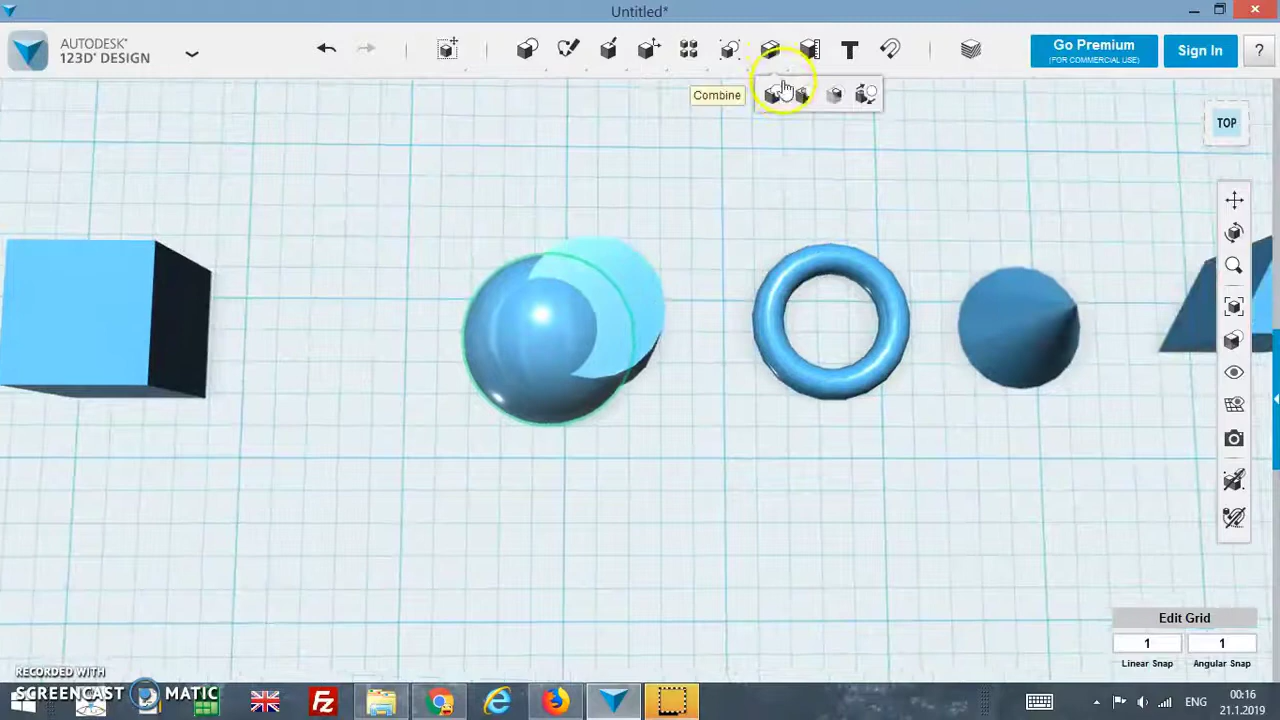 Untitled*
AUTODESK®
123D® DESIGN
Go Premium
(FOR COMMERCIAL USE)
Sign In
?
Combine
TOP
Edit Grid
1
1
Linear Snap
Angular Snap
RECORDED WITH
SCREENCAST MATIC
ENG
00:16
21.1.2019